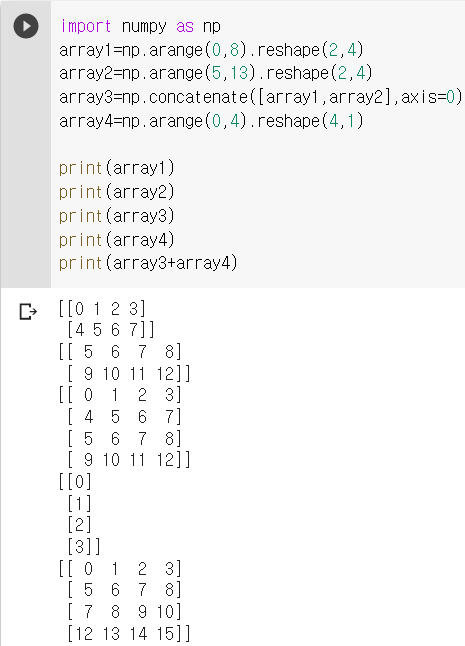 import numpy as np
array1=np.arange(0,8).reshape(2,4)
array2=np.arange(5,13).reshape(2,4)
array3=np.concatenate([array1,array2],axis=0)
array4=np.arange(0,4).reshape(4,1)
print(array1)
print(array2)
print(array3)
print(array4)
print(array3+array4)
[[0 1 2 3]
 [4 5 6 7]]
[[ 5  6  7  8]
 [ 9 10 11 12]]
[[ 0  1  2  3]
 [ 4  5  6  7]
 [ 5  6  7  8]
 [ 9 10 11 12]]
[[0]
 [1]
 [2]
 [3]]
[[ 0  1  2  3]
 [ 5  6  7  8]
 [ 7  8  9 10]
 [12 13 14 15]]